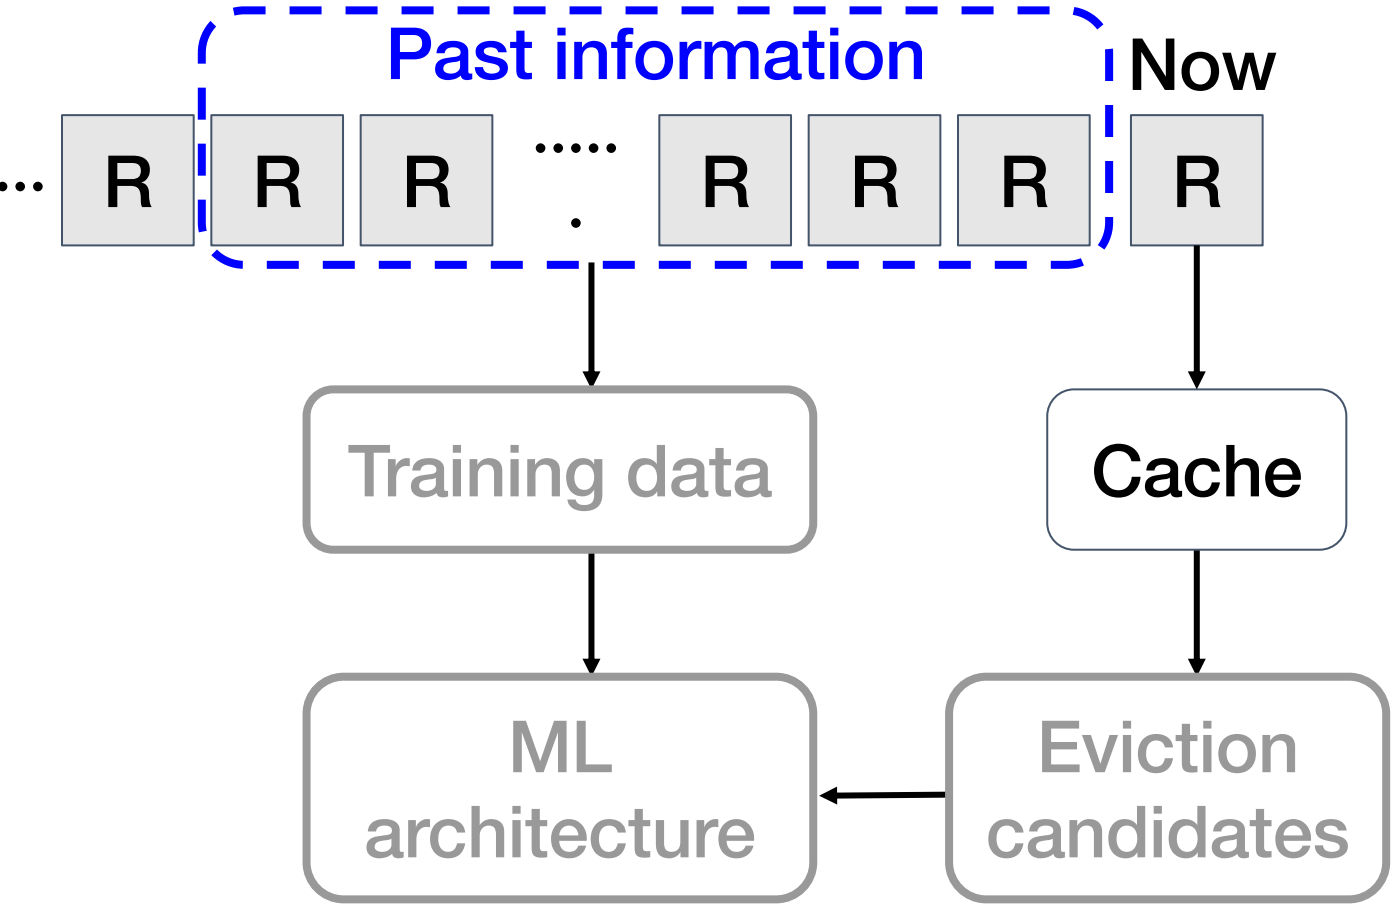 Past information
Now
... R R R ..... R R R R
.
Training data
Cache
ML
architecture
Eviction
candidates